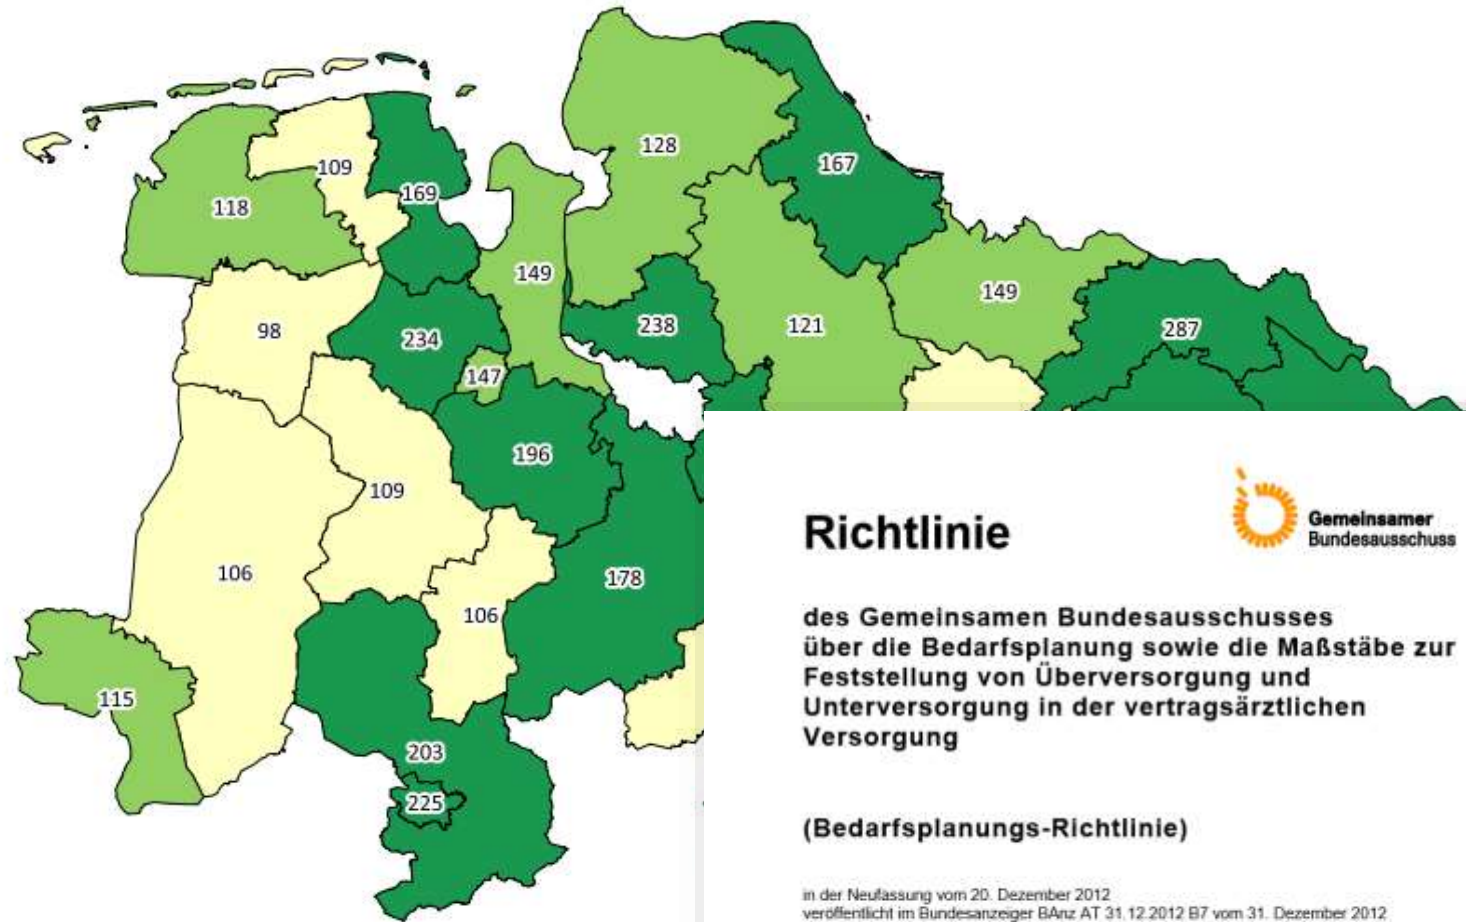 128
167
109
169
118
149
149
98
234
238
121
287
147
196
109
106
178
106
115
203
225
Richtlinie
Gemeinsamer
Bundesausschuss
des Gemeinsamen Bundesausschusses
über die Bedarfsplanung sowie die Maßstäbe zur
Feststellung von Überversorgung und
Unterversorgung in der vertragsärztlichen
Versorgung
(Bedarfsplanungs-Richtlinie)
in der Neufassung vom 20. Dezember 2012
veröffentlicht im Bundesanzeiger BAnz AT 31.12.2012 B7 vom 31. Dezember 2012